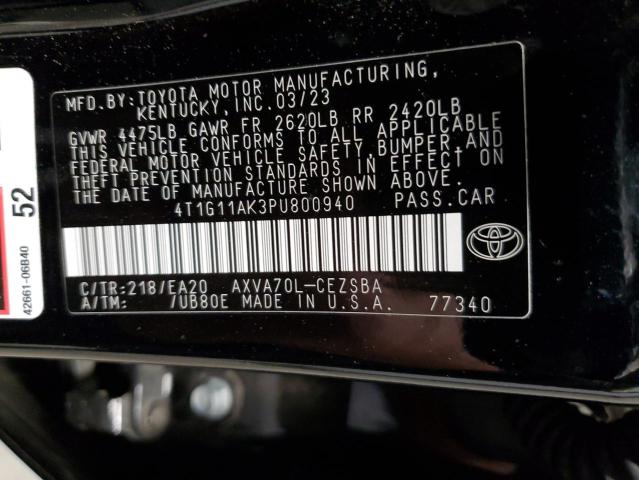 MFD.BY:TOYOTA MOTOR MANUFACTURING,
KENTUCKY, INC.03/23
GVWR 4475LB GAWR FR 2620LB RR 2420LB
THIS VEHICLE CONFORMS TO ALL APPLICABLE
FEDERAL MOTOR VEHICLE SAFETY, BUMPER, AND
THEFT PREVENTION STANDARDS IN EFFECT ON
THE DATE OF MANUFACTURE SHOWN ABOVE.
4T1G11AK3PU800940 PASS.CAR
C/TR:218/EA20 AXVA70L-CEZSBA
A/TM: /UB80E MADE IN U.S.A. 77340
52
42661-06B40